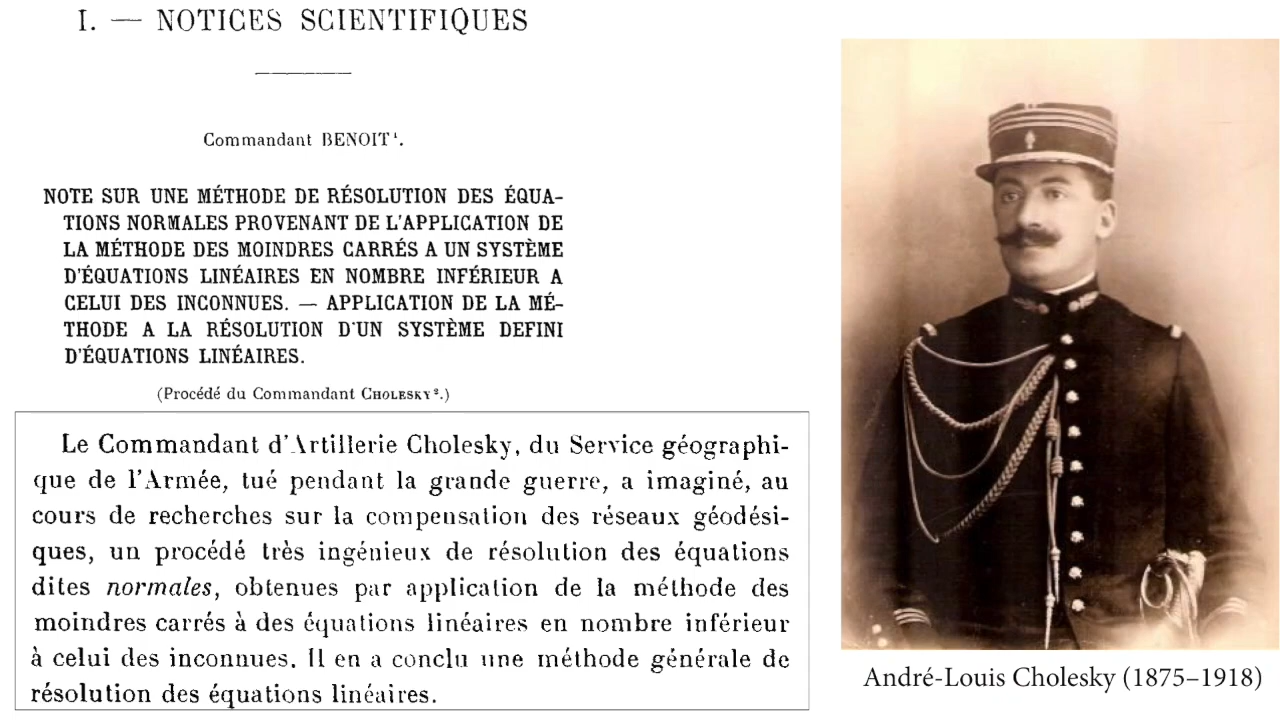 I. — NOTICES SCIENTIFIQUES
Commandant BENOIT¹.
NOTE SUR UNE MÉTHODE DE RÉSOLUTION DES ÉQUA-
TIONS NORMALES PROVENANT DE L'APPLICATION DE
LA MÉTHODE DES MOINDRES CARRÉS A UN SYSTÈME
D'ÉQUATIONS LINÉAIRES EN NOMBRE INFÉRIEUR A
CELUI DES INCONNUES. — APPLICATION DE LA MÉ-
THODE A LA RÉSOLUTION D'UN SYSTÈME DEFINI
D'ÉQUATIONS LINÉAIRES.
(Procédé du Commandant CHOLESKY².)
Le Commandant d'Artillerie Cholesky, du Service géographi-
que de l'Armée, tué pendant la grande guerre, a imaginé, au
cours de recherches sur la compensation des réseaux géodési-
ques, un procédé très ingénieux de résolution des équations
dites normales, obtenues par application de la méthode des
moindres carrés à des équations linéaires en nombre inférieur
à celui des inconnues. Il en a conclu une méthode générale de
résolution des équations linéaires.
André-Louis Cholesky (1875–1918)